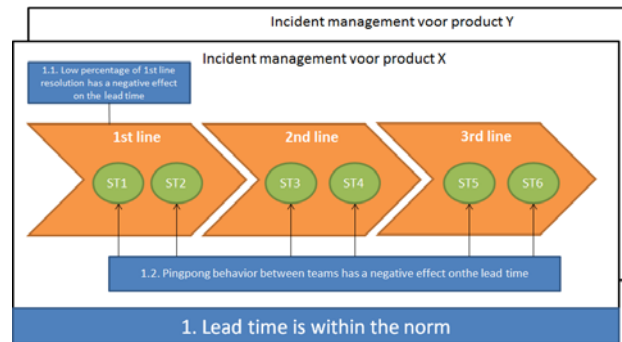 Incident management voor product Y
Incident management voor product X
1.1. Low percentage of 1st line
resolution has a negative effect
on the lead time
1st line
2nd line
3rd line
ST1
ST2
ST3
ST4
ST5
ST6
1.2. Pingpong behavior between teams has a negative effect onthe lead time
1. Lead time is within the norm